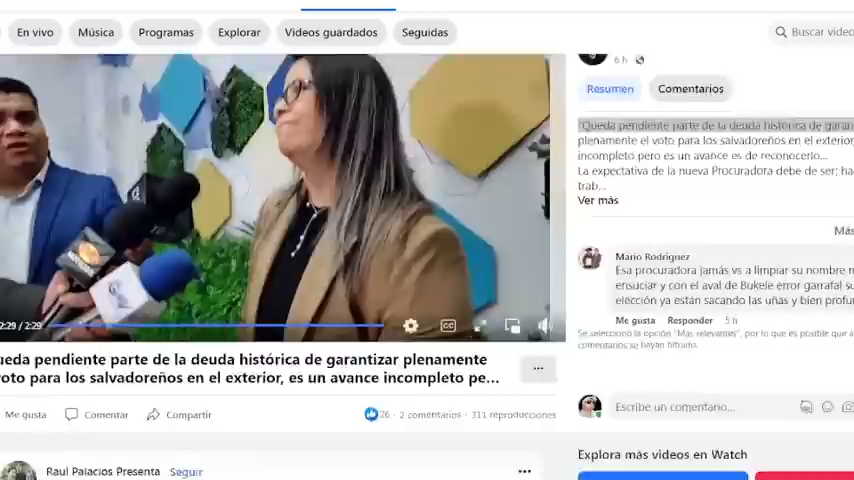 En vivo
Música
Programas
Explorar
Videos guardados
Seguidas
Buscar video
6 h
Resumen
Comentarios
"Queda pendiente parte de la deuda histórica de garan
plenamente el voto para los salvadoreños en el exterior,
incompleto pero es un avance es de reconocerlo...
La expectativa de la nueva Procuradora debe de ser; ha
trab...
Ver más
Más
Mario Rodriguez
Esa procuradora jamás vs a limpiar su nombre
ensuciar y con el aval de Bukele error garrafal su
elección ya están sacando las uñas y bien profu
Me gusta Responder 5 h
Se seleccionó la opción "Más relevantes", por lo que es posible que a
comentarios se hayan filtrado.
2:29 / 2:29
ueda pendiente parte de la deuda histórica de garantizar plenamente
voto para los salvadoreños en el exterior, es un avance incompleto pe...
Me gusta
Comentar
Compartir
26 · 2 comentarios · 311 reproducciones
Escribe un comentario...
Explora más videos en Watch
Raul Palacios Presenta Seguir